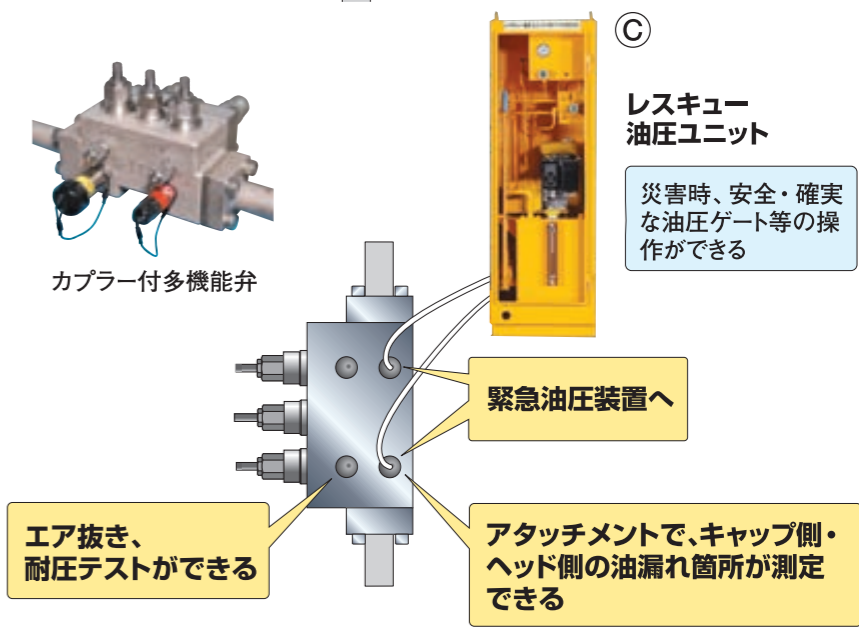 Ⓒ
レスキュー
油圧ユニット
災害時、安全・確実
な油圧ゲート等の操
作ができる
カプラー付多機能弁
緊急油圧装置へ
エア抜き、
耐圧テストができる
アタッチメントで、キャップ側・
ヘッド側の油漏れ箇所が測定
できる